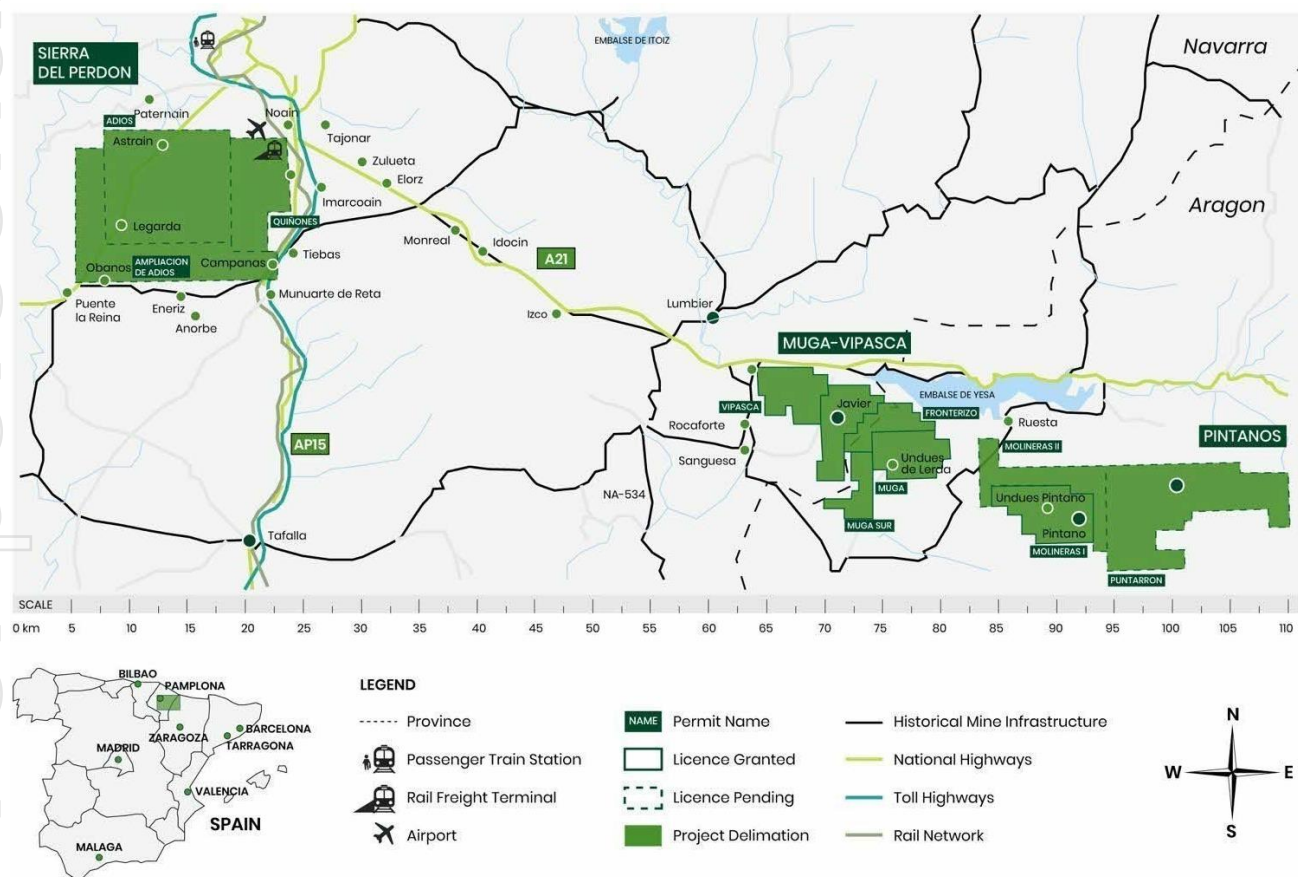 EMBALSE DE ITOIZ
Navarra
SIERRA
DEL PERDON
Paternain
ADIOS
Noain
Astrain
Tajonar
Zulueta
Elorz
Imarcoain
Aragon
Legarda
QUIÑONES
Monreal
Idocin
Tiebas
A21
Obanos
AMPLIACION
DE ADIOS
Campanas
Puente
la Reina
Eneriz
Anorbe
Munuarte de Reta
Izco
Lumbier
MUGA-VIPASCA
EMBALSE DE YESA
VIPASCA
Javier
FRONTERIZO
Rocaforte
Ruesta
AP15
Sanguesa
MOLINERAS II
PINTANOS
Undues
de Lerda
MUGA
NA-534
Undues Pintano
MUGA SUR
Pintano
Tafalla
MOLINERAS I
PUNTARRON
SCALE
0 km 5 10 15 20 25 30 35 40 45 50 55 60 65 70 75 80 85 90 95 100 105 110
BILBAO
PAMPLONA
BARCELONA
ZARAGOZA
TARRAGONA
MADRID
VALENCIA
SPAIN
MALAGA
LEGEND
Province
Passenger Train Station
Rail Freight Terminal
Airport
NAME Permit Name
Licence Granted
Licence Pending
Project Delimation
Historical Mine Infrastructure
National Highways
Toll Highways
Rail Network
N
W E
S